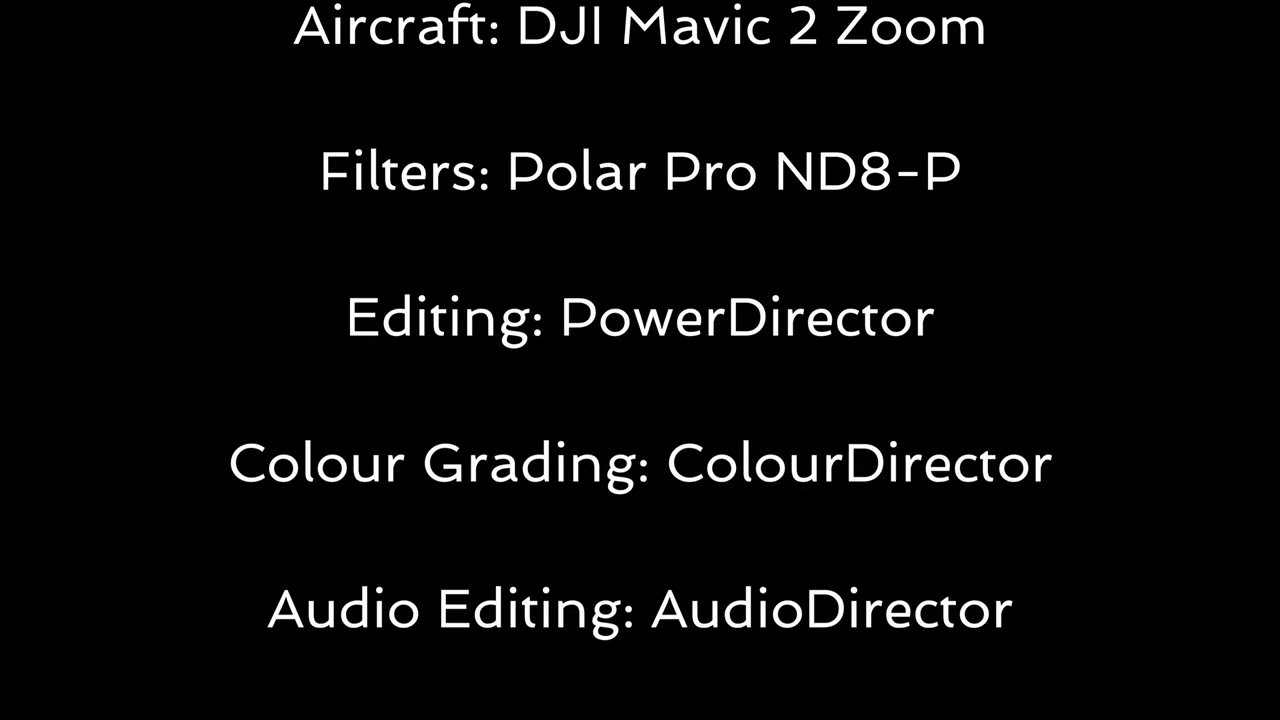 Aircraft: DJI Mavic 2 Zoom
Filters: Polar Pro ND8-P
Editing: PowerDirector
Colour Grading: ColourDirector
Audio Editing: AudioDirector